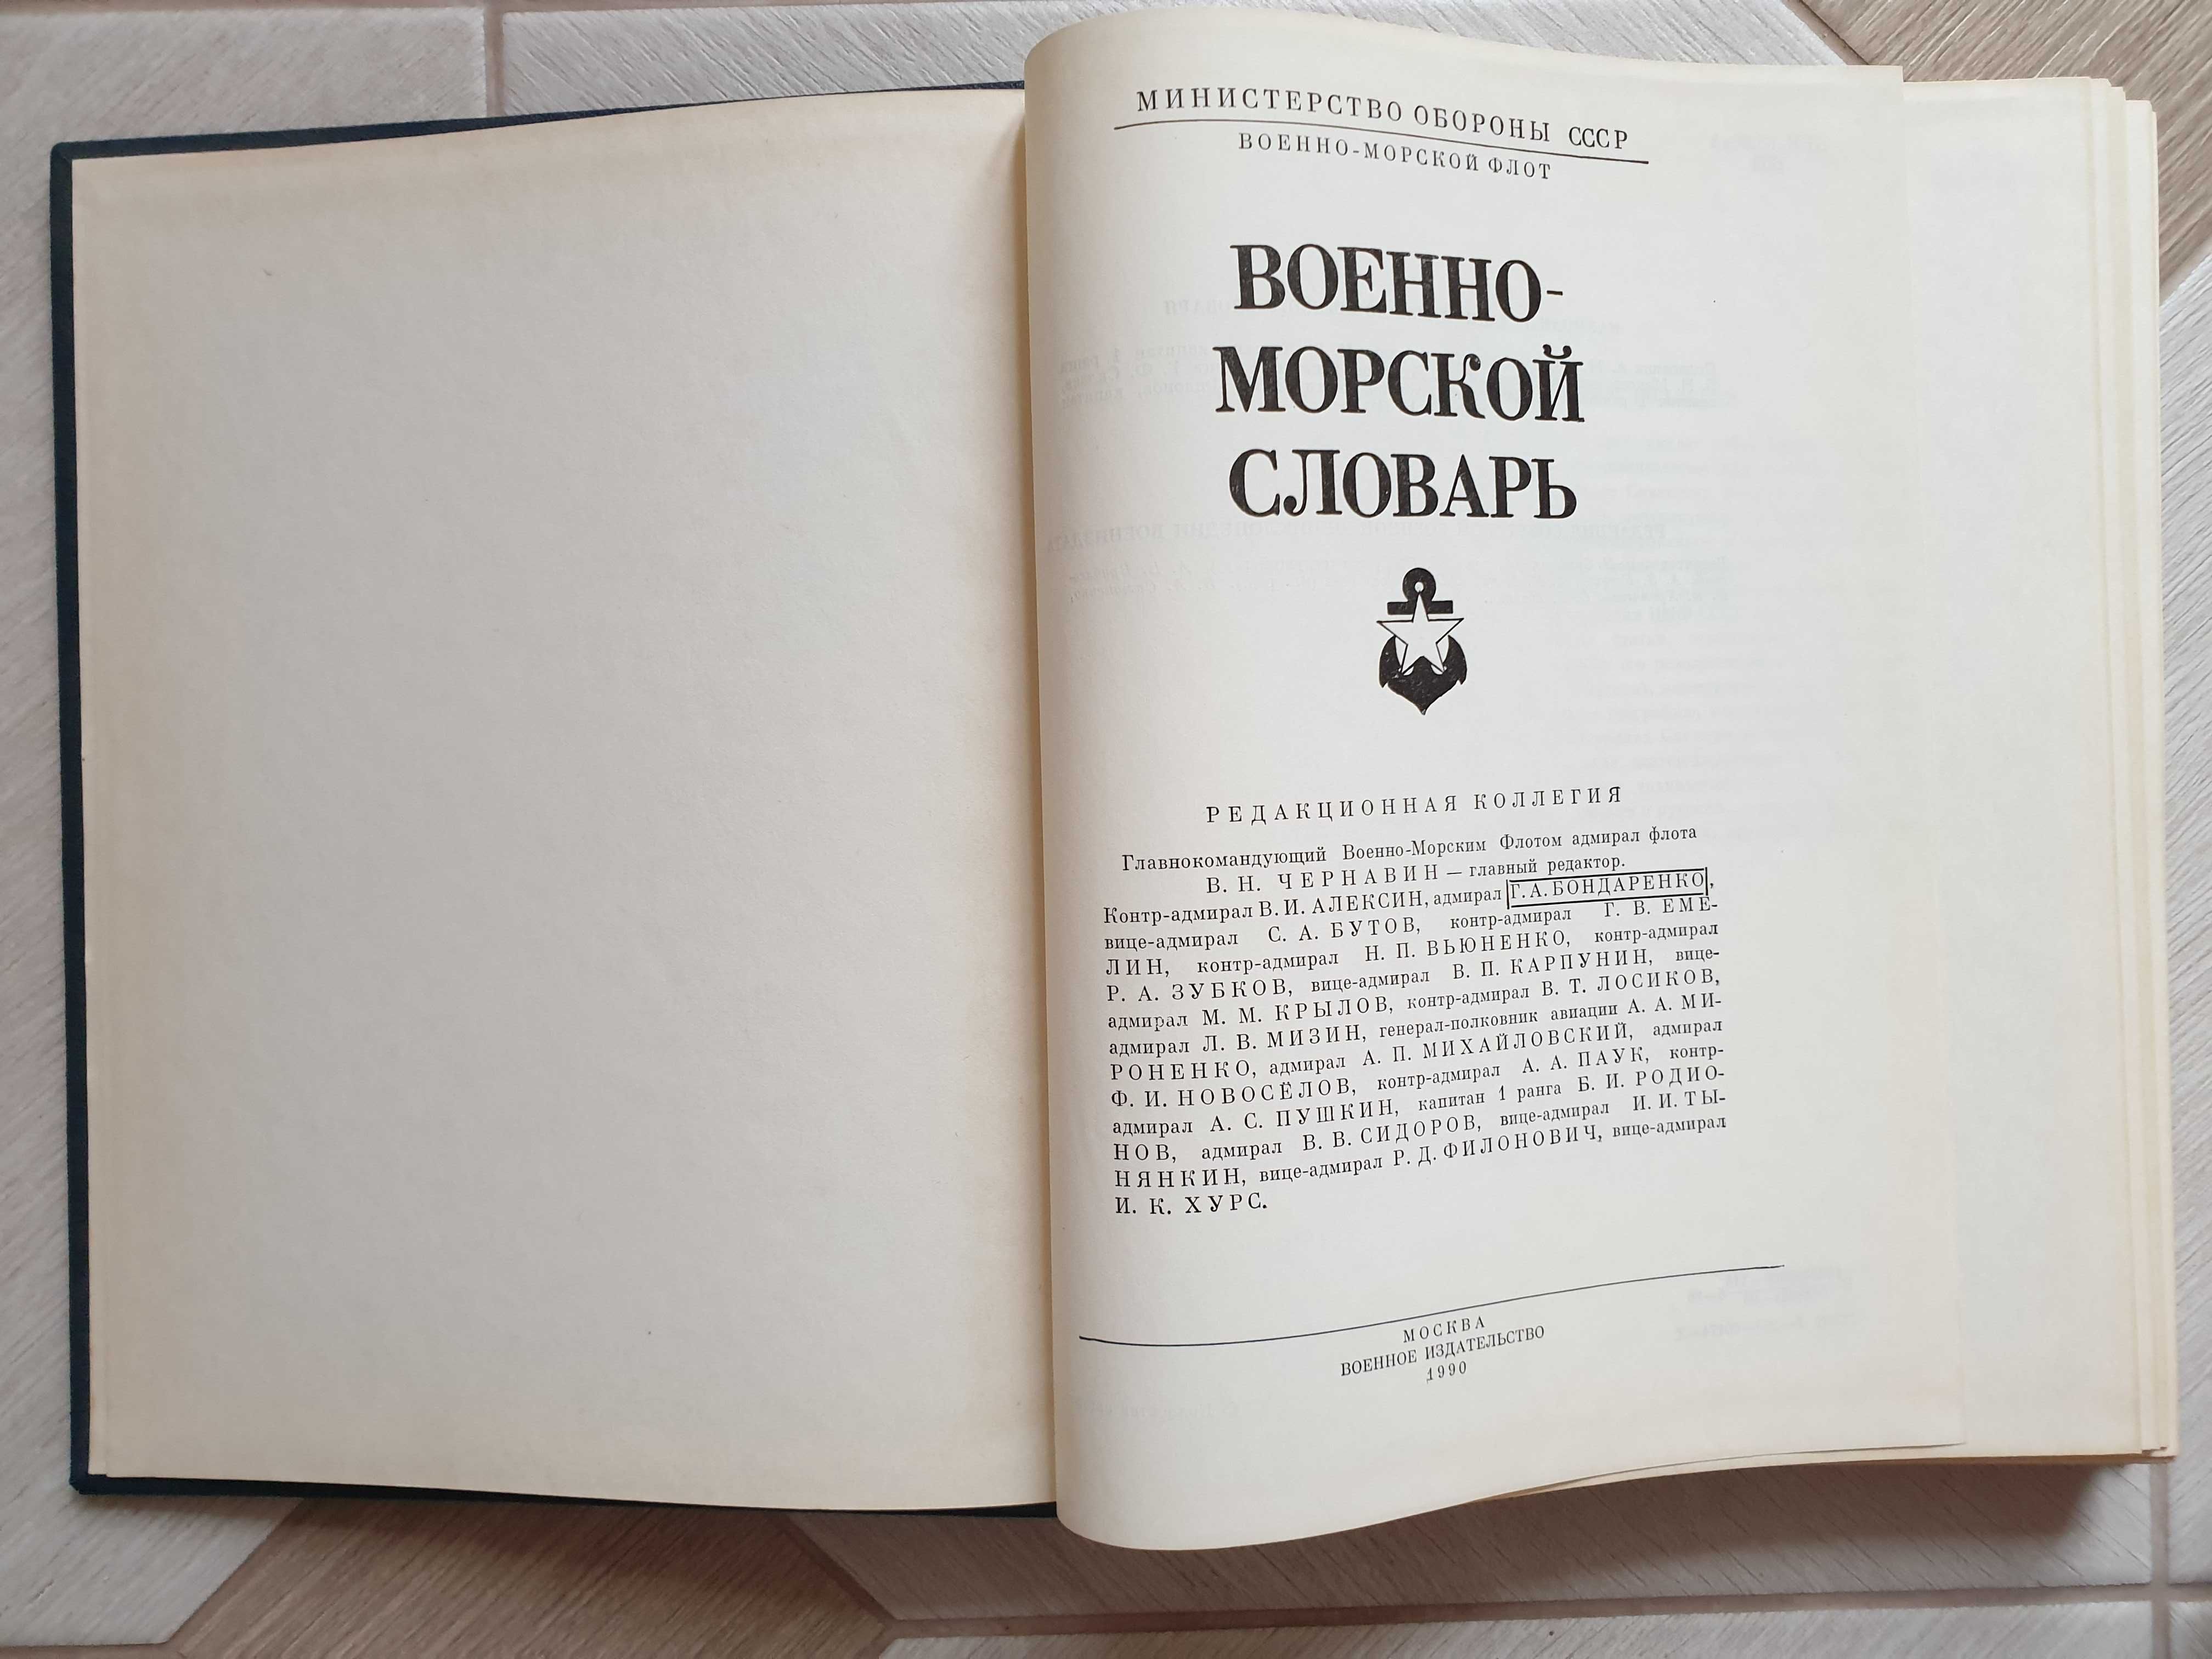 МИНИСТЕРСТВО ОБОРОНЫ СССР
ВОЕННО-МОРСКОЙ ФЛОТ
ВОЕННО-
МОРСКОЙ
СЛОВАРЬ
РЕДАКЦИОННАЯ КОЛЛЕГИЯ
Главнокомандующий Военно-Морским Флотом адмирал флота
В. Н. ЧЕРНАВИН — главный редактор.
Контр-адмирал В. И. АЛЕКСИН, адмирал Г. А. БОНДАРЕНКО,
вице-адмирал С. А. БУТОВ, контр-адмирал Г. В. ЕМЕ-
ЛИН, контр-адмирал Н. П. ВЬЮНЕНКО, контр-адмирал
Р. А. ЗУБКОВ, вице-адмирал В. П. КАРПУНИН, вице-
адмирал М. М. КРЫЛОВ, контр-адмирал В. Т. ЛОСИКОВ,
адмирал Л. В. МИЗИН, генерал-полковник авиации А. А. МИ-
РОНЕНКО, адмирал А. П. МИХАЙЛОВСКИЙ, адмирал
Ф. И. НОВОСЁЛОВ, контр-адмирал А. А. ПАУК, контр-
адмирал А. С. ПУШКИН, капитан 1 ранга Б. И. РОДИО-
НОВ, адмирал В. В. СИДОРОВ, вице-адмирал И. И. ТЫ-
НЯНКИН, вице-адмирал Р. Д. ФИЛОНОВИЧ, вице-адмирал
И. К. ХУРС.
МОСКВА
ВОЕННОЕ ИЗДАТЕЛЬСТВО
1990